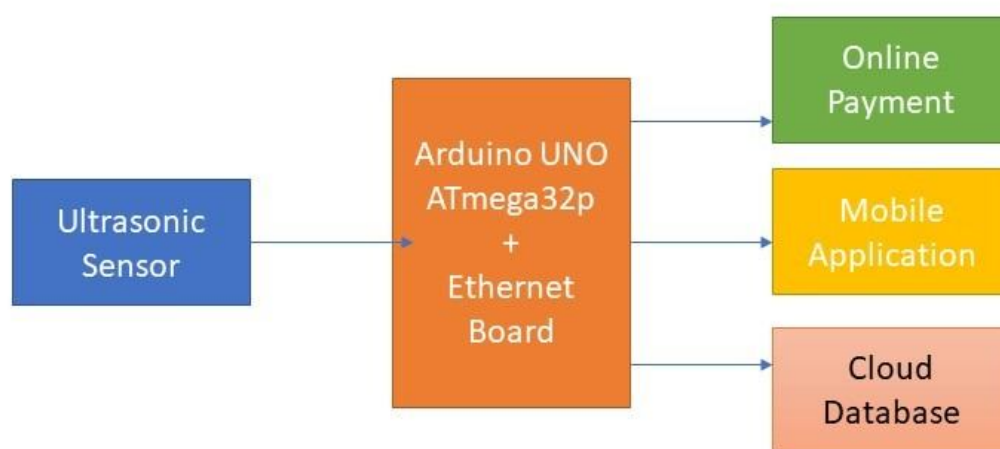 Ultrasonic
Sensor
Arduino UNO
ATmega32p
+
Ethernet
Board
Online
Payment
Mobile
Application
Cloud
Database